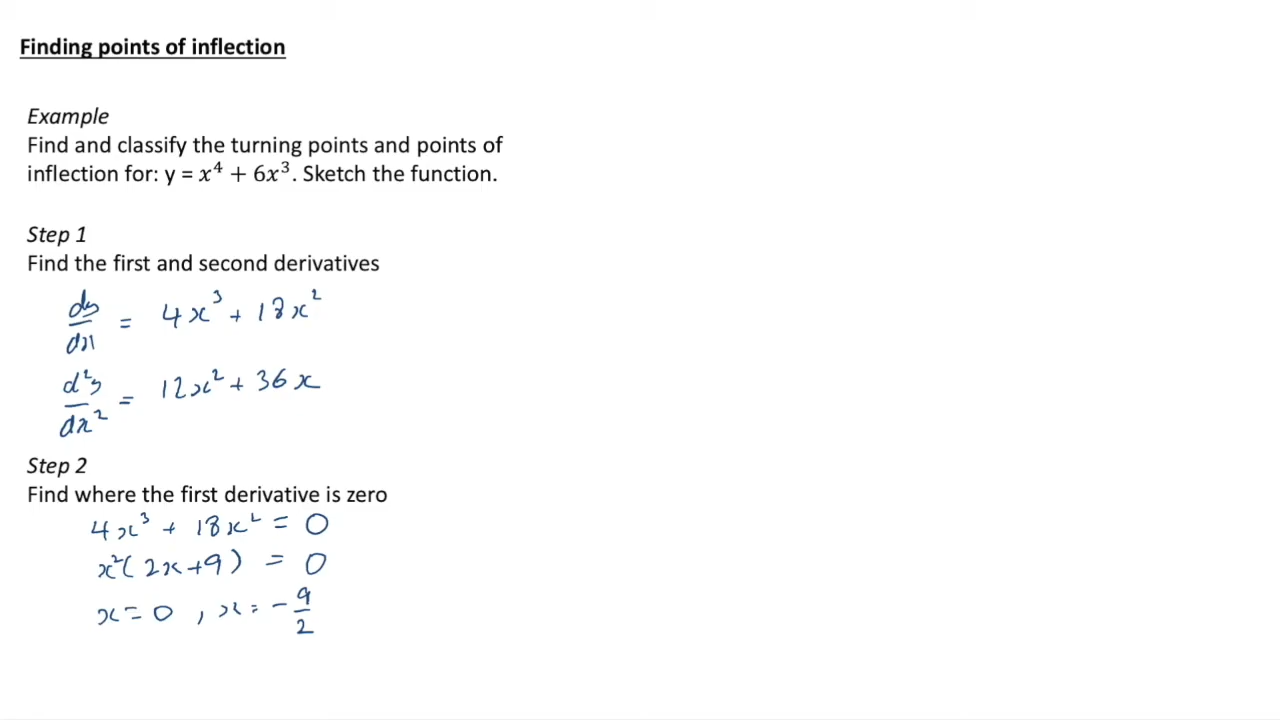 Finding points of inflection
Example
Find and classify the turning points and points of
inflection for: y = x⁴ + 6x³. Sketch the function.
Step 1
Find the first and second derivatives
dy/dx = 4x³ + 18x²
d²y/dx² = 12x² + 36x
Step 2
Find where the first derivative is zero
4x³ + 18x² = 0
x²(2x+9) = 0
x = 0 , x = -9/2